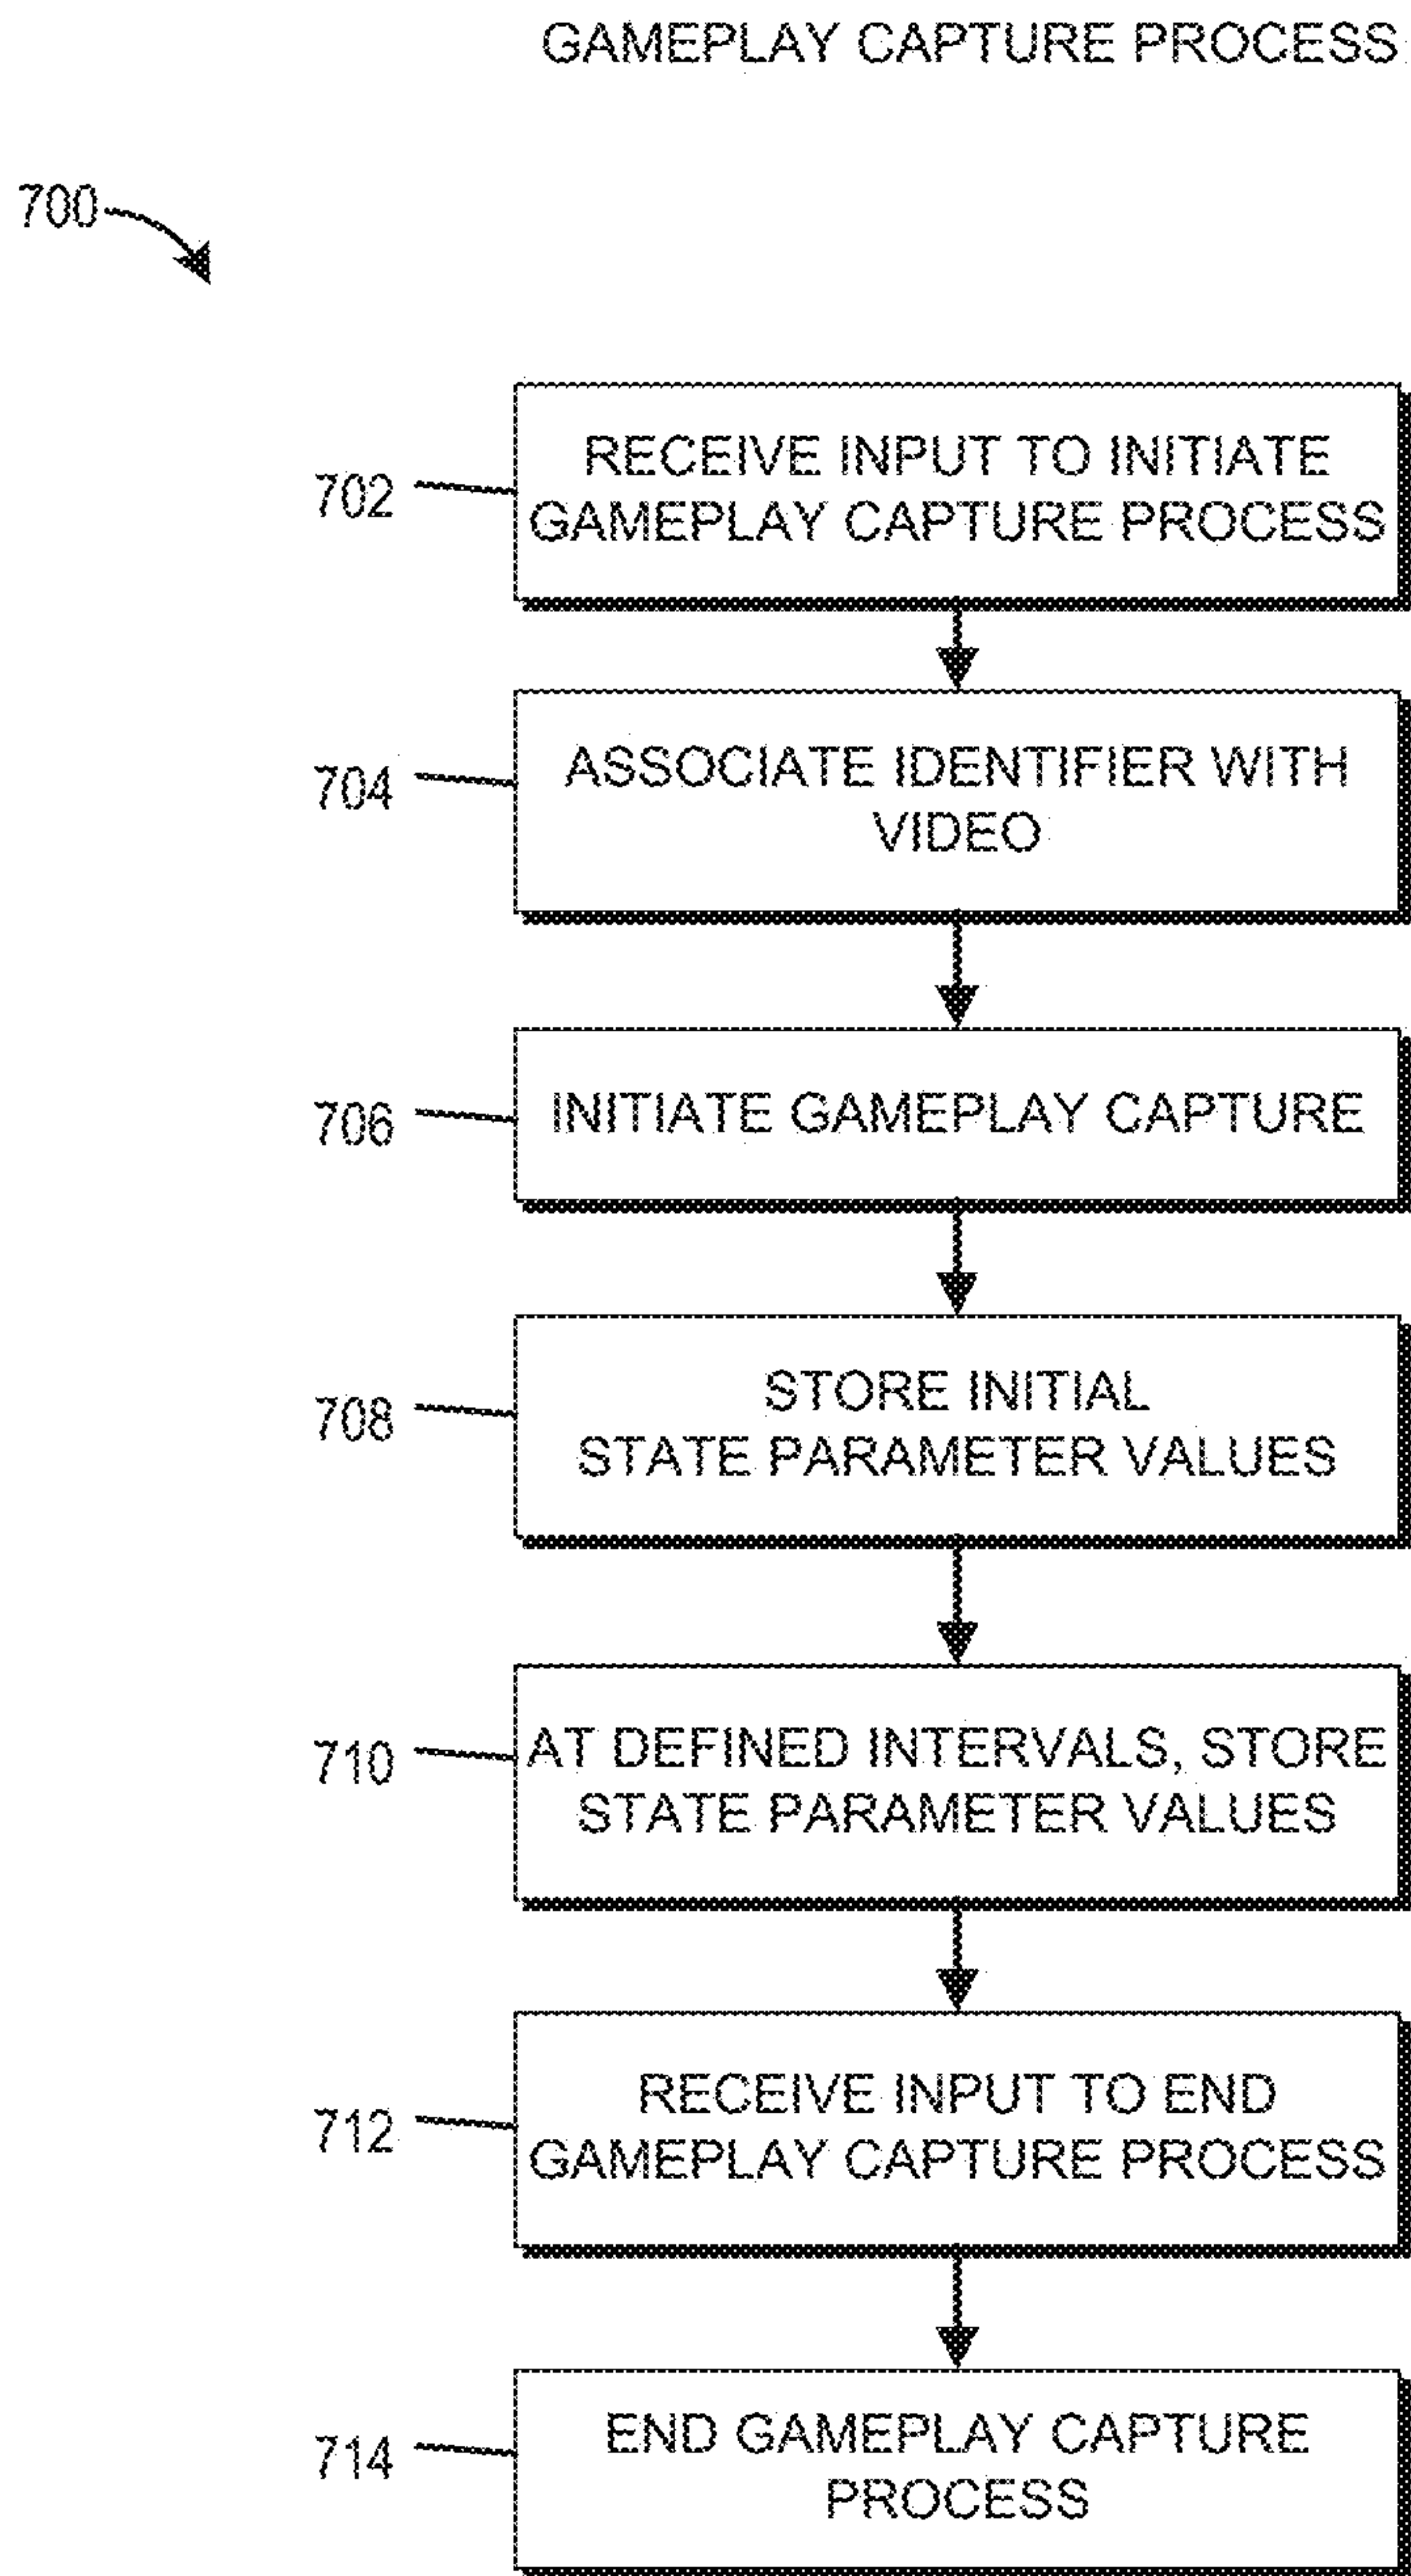 GAMEPLAY CAPTURE PROCESS
700
702
RECEIVE INPUT TO INITIATE
GAMEPLAY CAPTURE PROCESS
704
ASSOCIATE IDENTIFIER WITH
VIDEO
706
INITIATE GAMEPLAY CAPTURE
708
STORE INITIAL
STATE PARAMETER VALUES
710
AT DEFINED INTERVALS, STORE
STATE PARAMETER VALUES
712
RECEIVE INPUT TO END
GAMEPLAY CAPTURE PROCESS
714
END GAMEPLAY CAPTURE
PROCESS